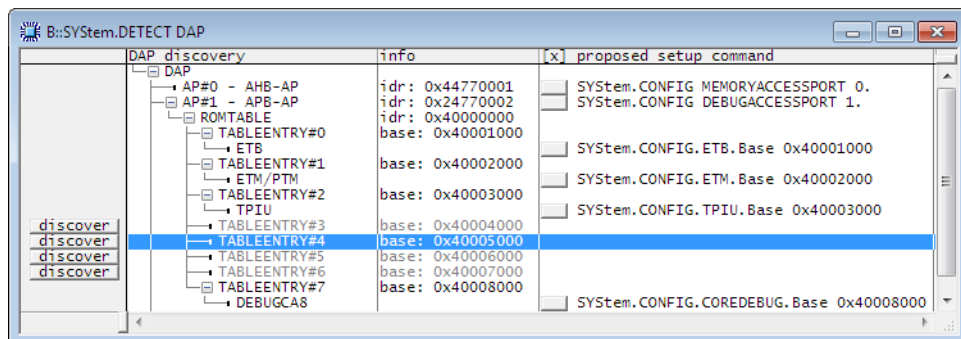 B::SYStem.DETECT DAP
DAP discovery info [x] proposed setup command
DAP
AP#0 - AHB-AP idr: 0x44770001 SYStem.CONFIG MEMORYACCESSPORT 0.
AP#1 - APB-AP idr: 0x24770002 SYStem.CONFIG DEBUGACCESSPORT 1.
ROMTABLE idr: 0x40000000
TABLEENTRY#0 base: 0x40001000
ETB SYStem.CONFIG.ETB.Base 0x40001000
TABLEENTRY#1 base: 0x40002000
ETM/PTM SYStem.CONFIG.ETM.Base 0x40002000
TABLEENTRY#2 base: 0x40003000
TPIU SYStem.CONFIG.TPIU.Base 0x40003000
discover TABLEENTRY#3 base: 0x40004000
discover TABLEENTRY#4 base: 0x40005000
discover TABLEENTRY#5 base: 0x40006000
discover TABLEENTRY#6 base: 0x40007000
TABLEENTRY#7 base: 0x40008000
DEBUGCA8 SYStem.CONFIG.COREDEBUG.Base 0x40008000